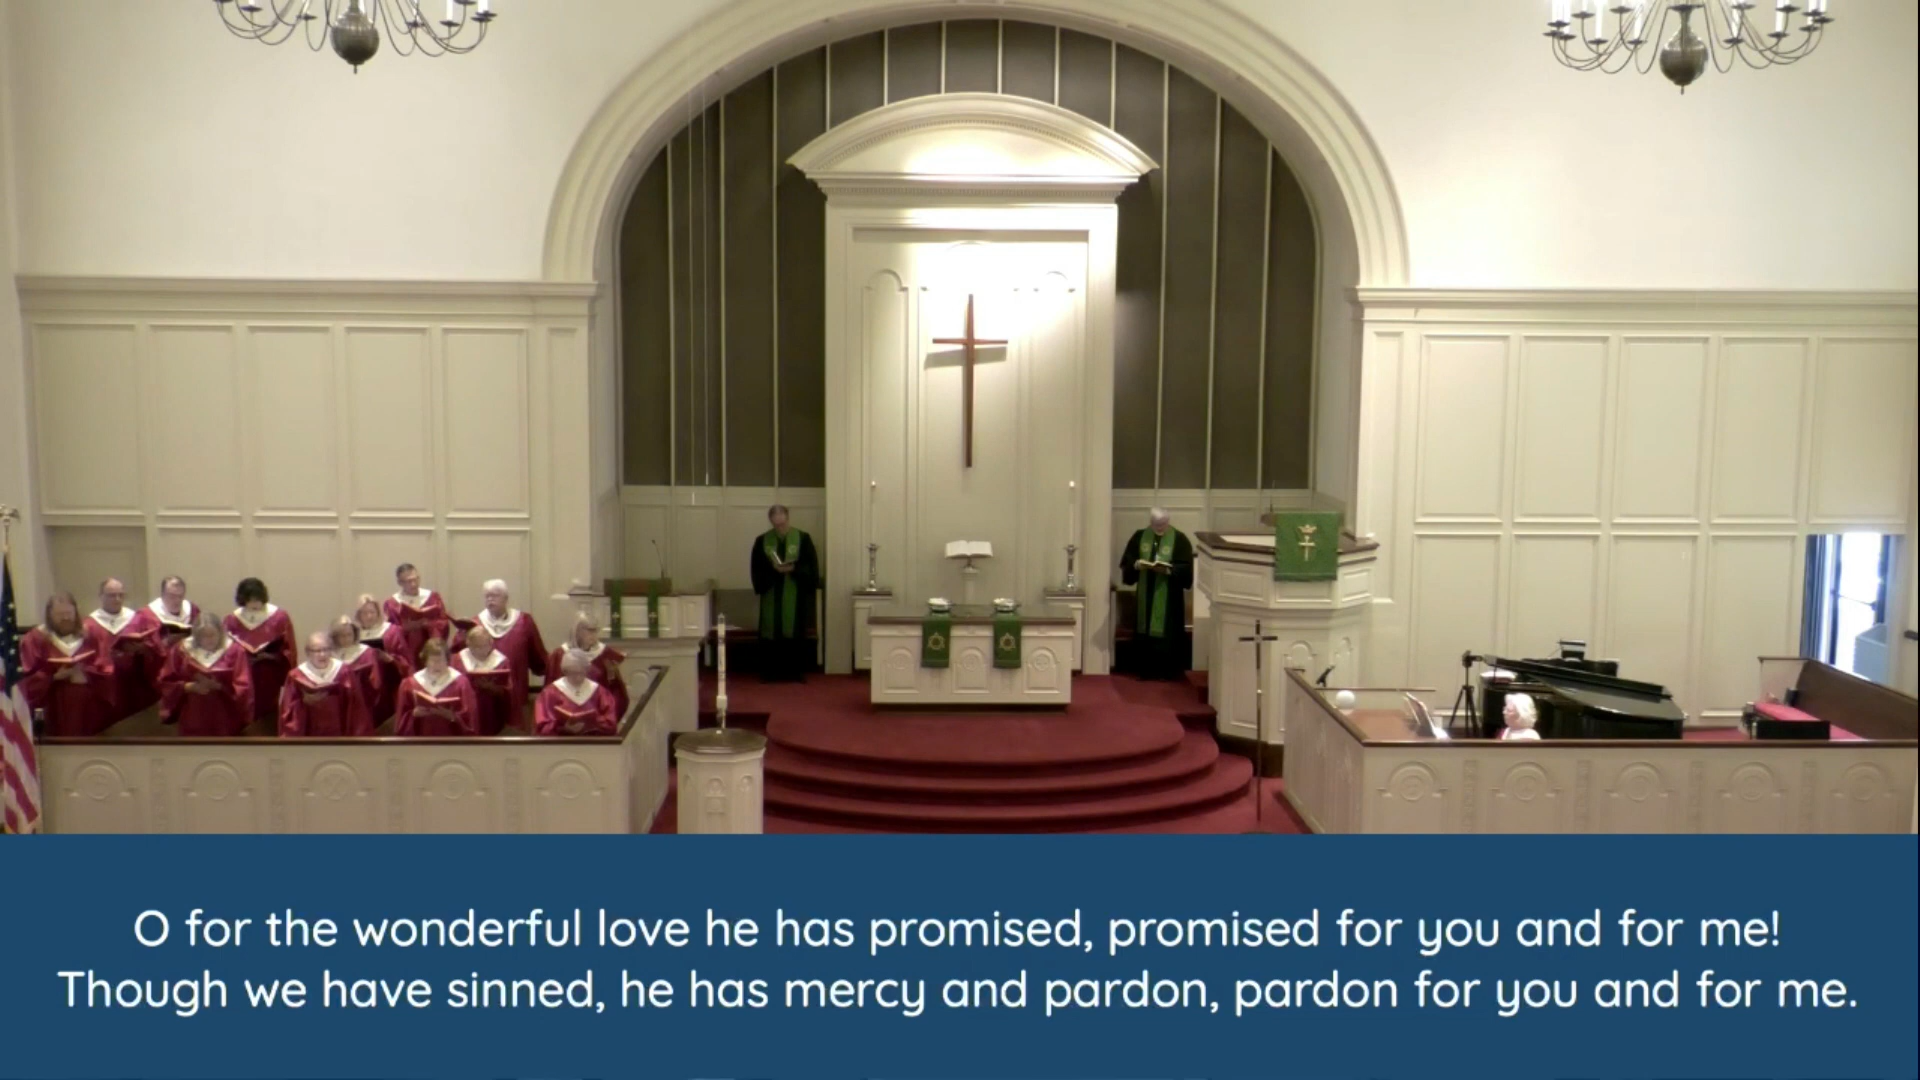 O for the wonderful love he has promised, promised for you and for me!
Though we have sinned, he has mercy and pardon, pardon for you and for me.